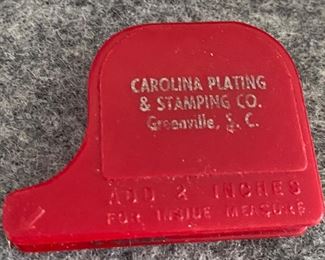 CAROLINA PLATING
& STAMPING CO.
Greenville, S. C.
ADD 2 INCHES
FOR INSIDE MEASURE